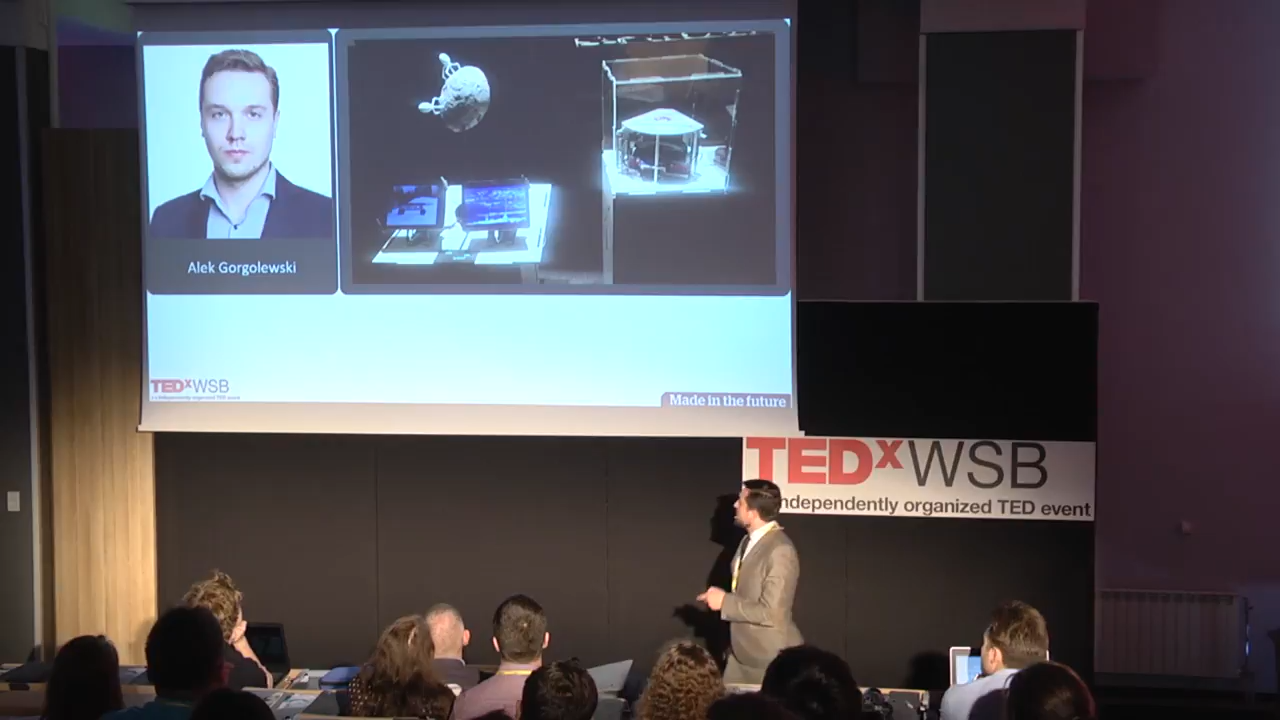 Alek Gorgolewski
TEDxWSB
Made in the future
TEDxWSB
independently organized TED event